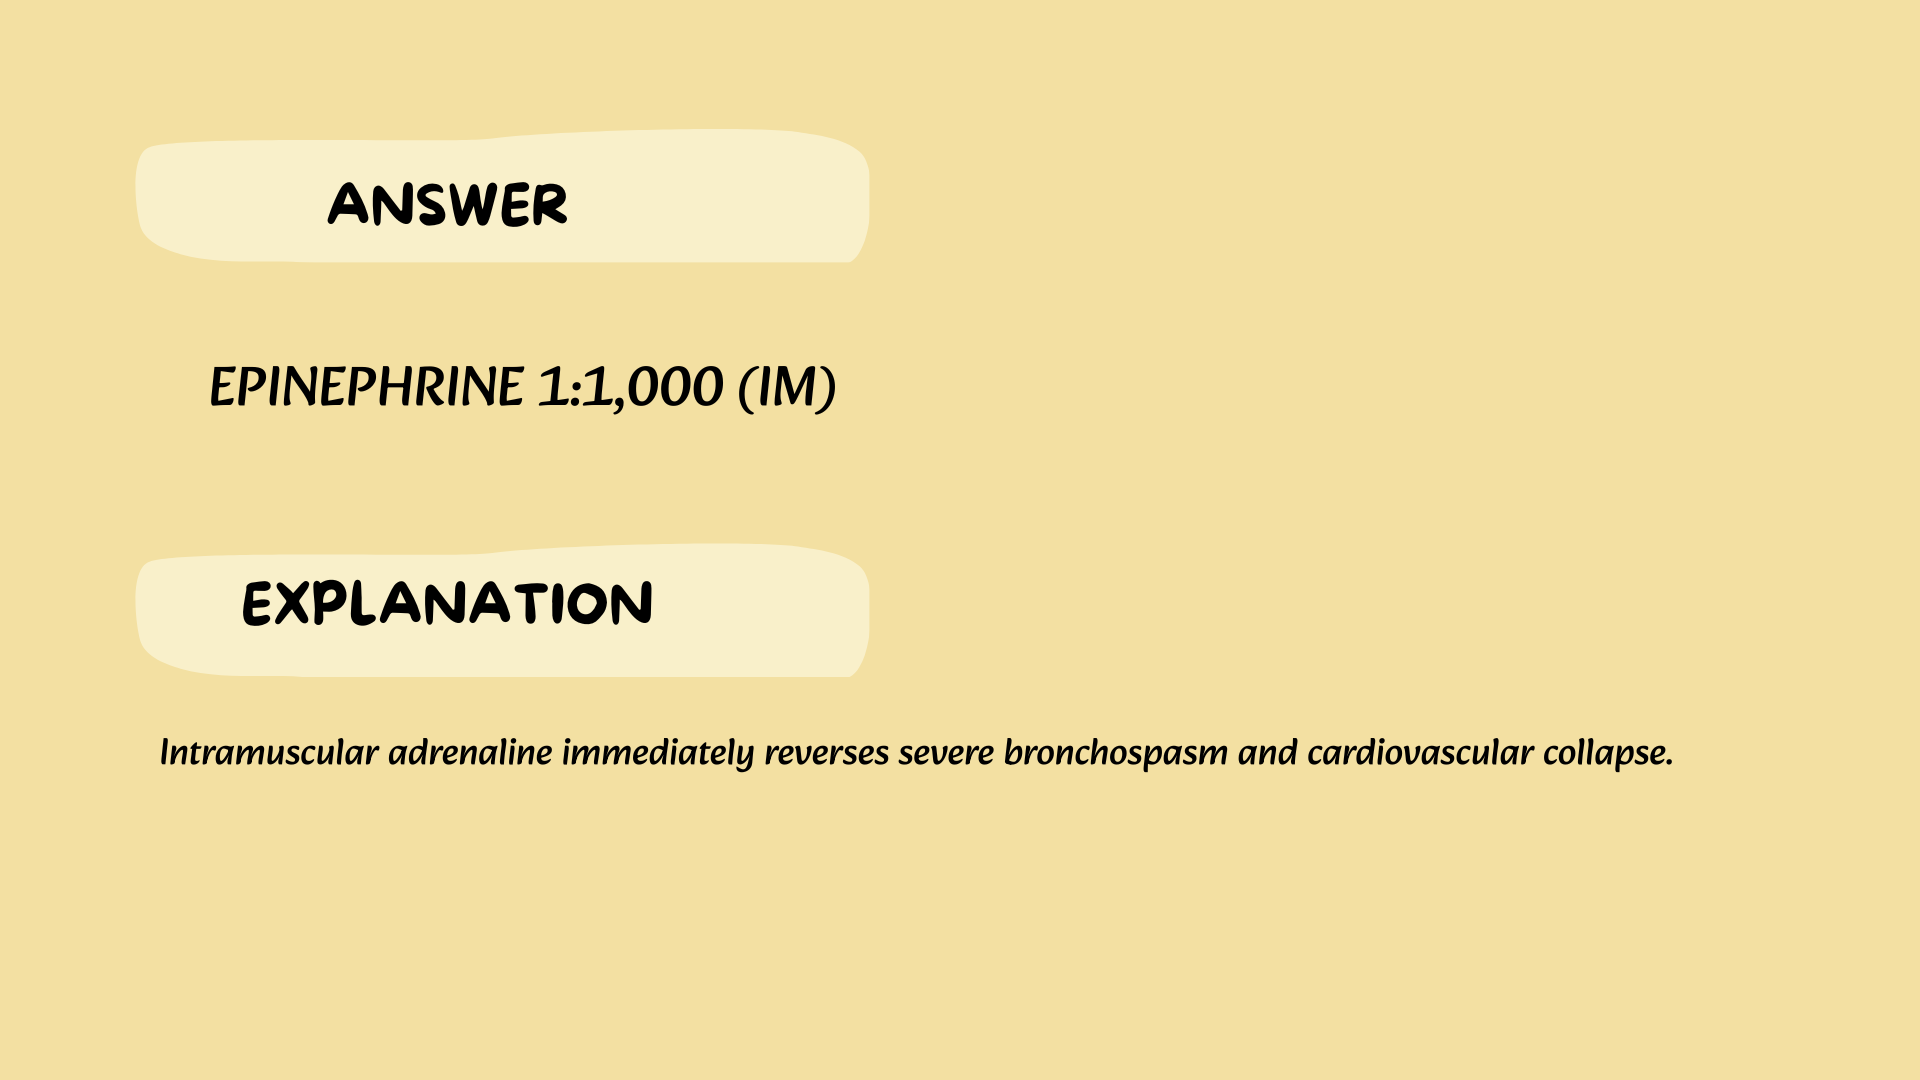 ANSWER
EPINEPHRINE 1:1,000 (IM)
EXPLANATION
Intramuscular adrenaline immediately reverses severe bronchospasm and cardiovascular collapse.